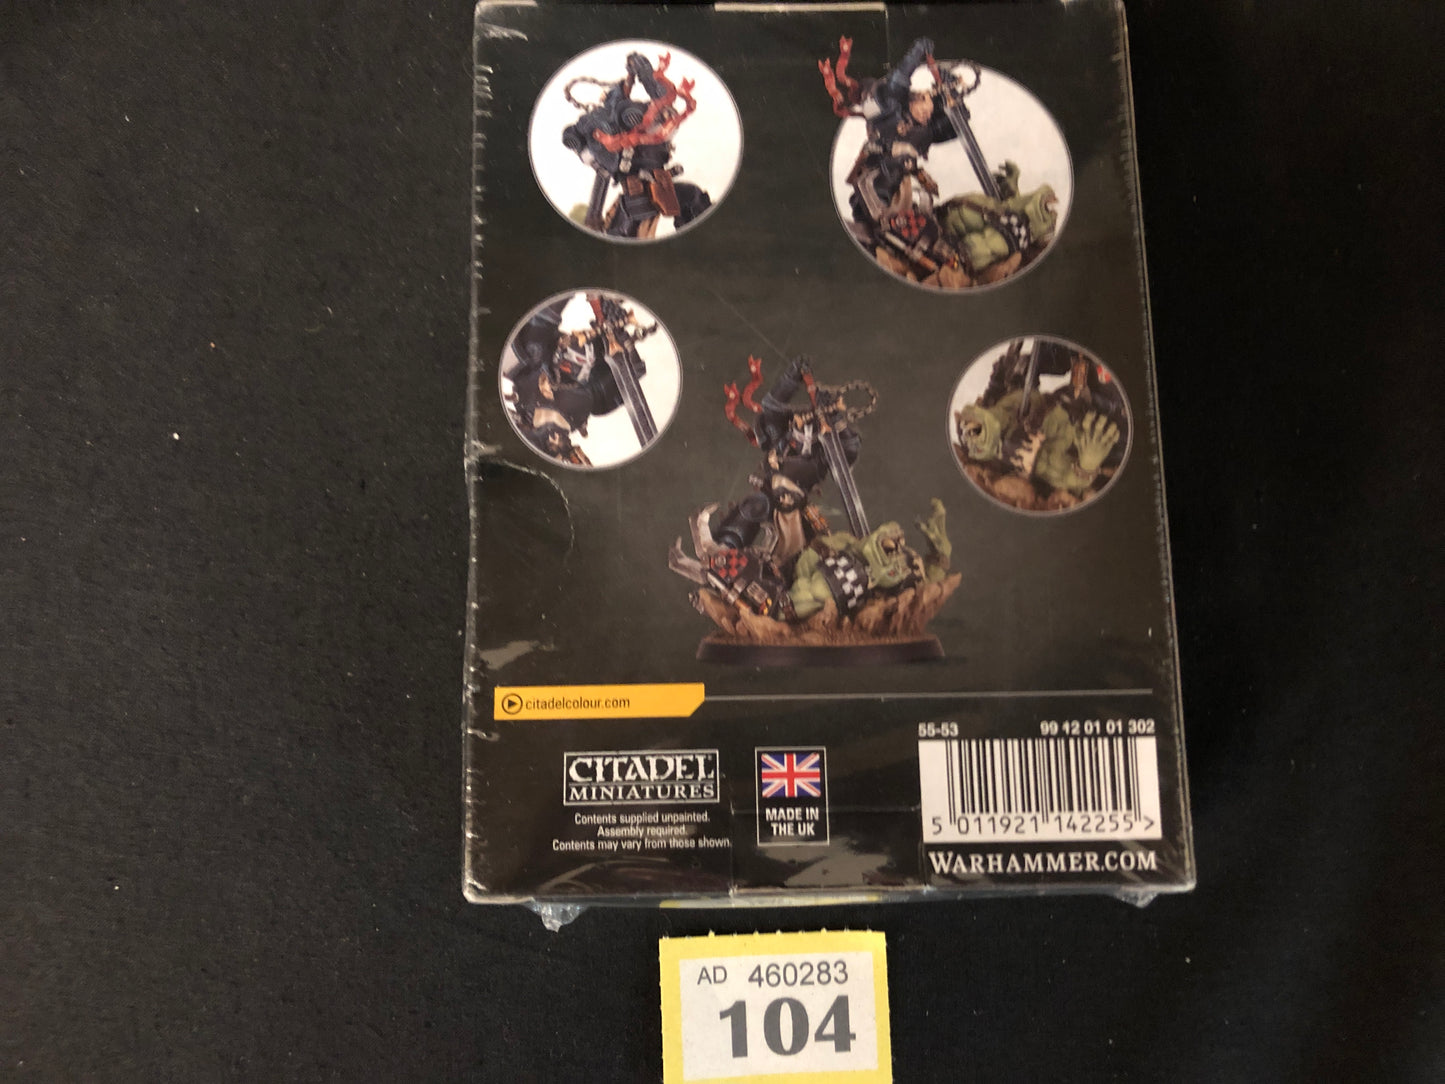 citadelcolour.com
55-53 99 12 01 01 302
CITADEL
MINIATURES
MADE IN
THE UK
Contents supplied unpainted.
Assembly required.
Contents may vary from those shown.
5 011921 142255 >
WARHAMMER.COM
AD 460283
104